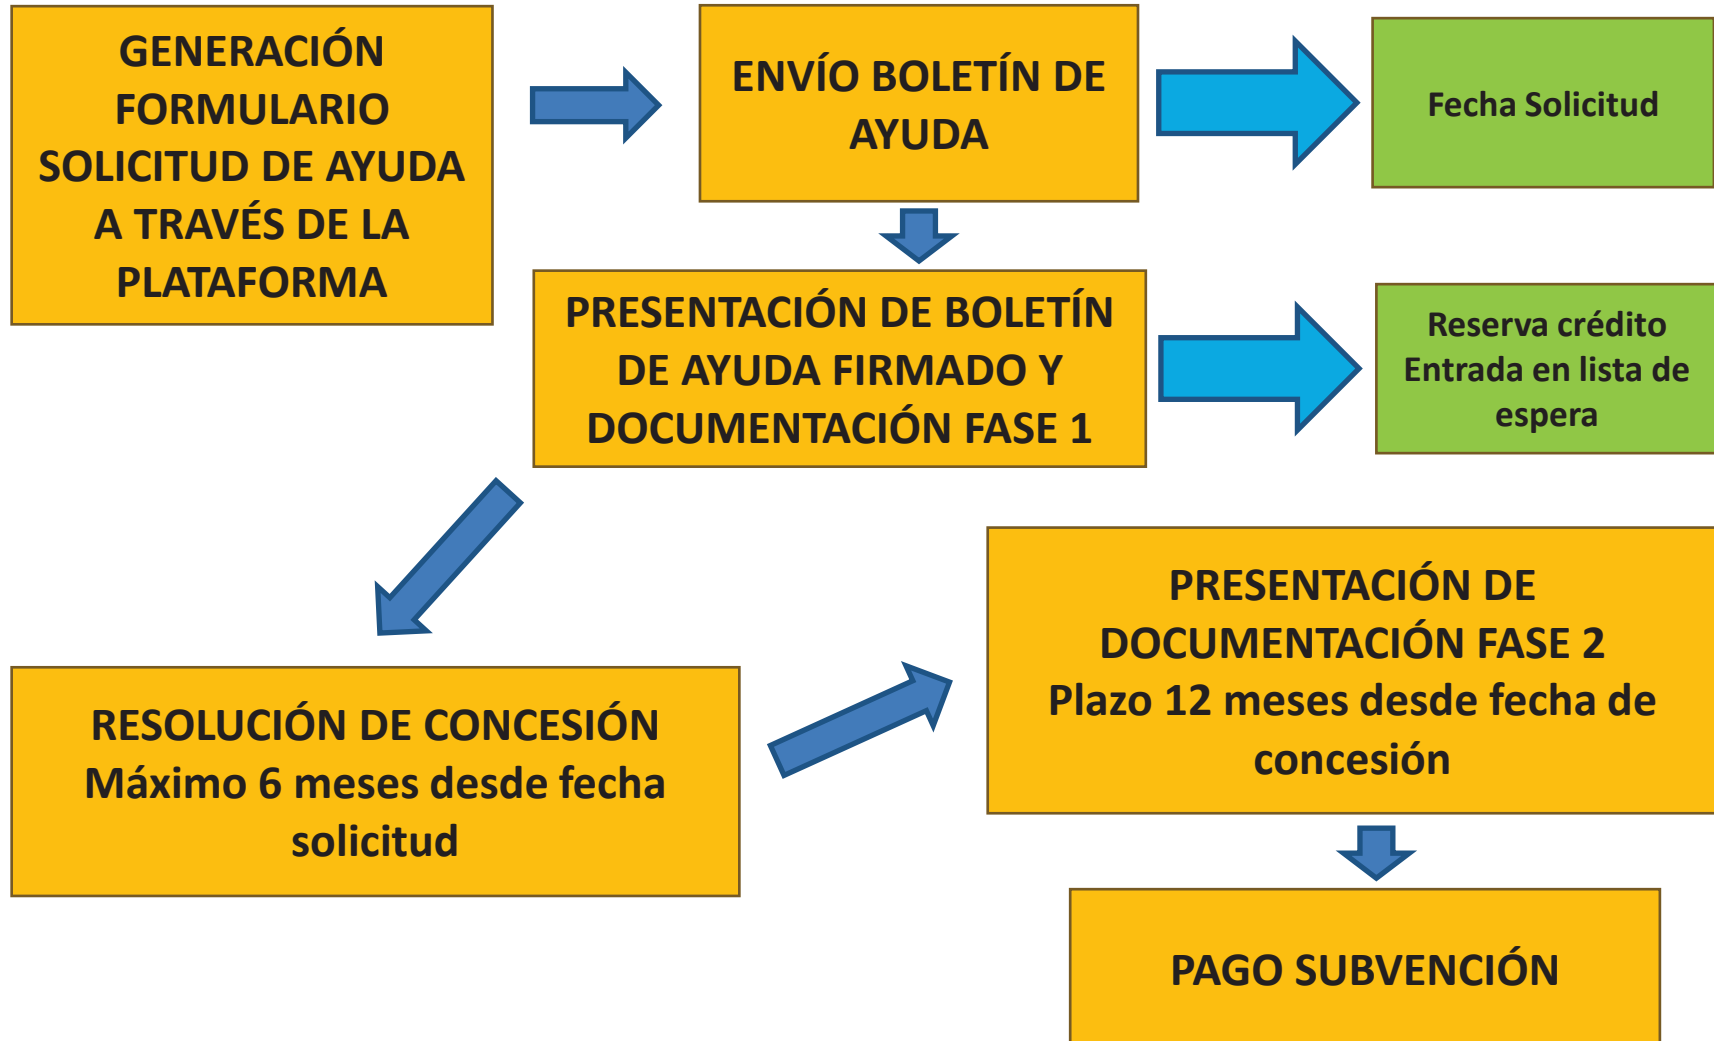 GENERACIÓN
FORMULARIO
SOLICITUD DE AYUDA
A TRAVÉS DE LA
PLATAFORMA
ENVÍO BOLETÍN DE
AYUDA
Fecha Solicitud
PRESENTACIÓN DE BOLETÍN
DE AYUDA FIRMADO Y
DOCUMENTACIÓN FASE 1
Reserva crédito
Entrada en lista de
espera
RESOLUCIÓN DE CONCESIÓN
Máximo 6 meses desde fecha
solicitud
PRESENTACIÓN DE
DOCUMENTACIÓN FASE 2
Plazo 12 meses desde fecha de
concesión
PAGO SUBVENCIÓN